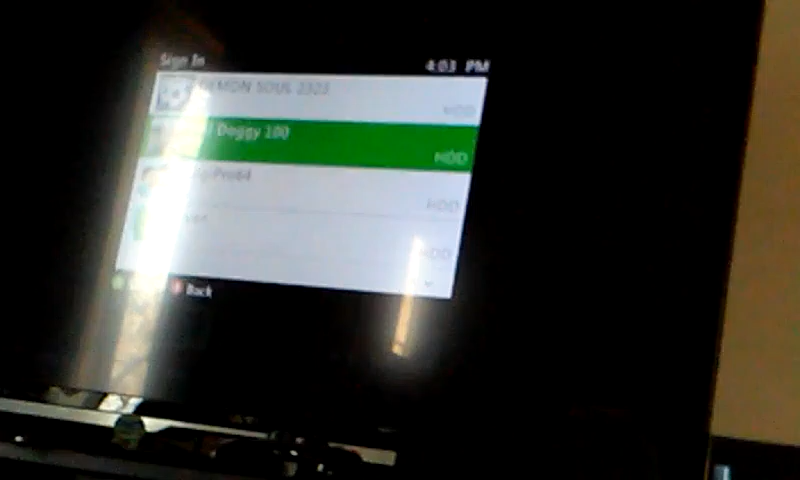 Sign In
4:03 PM
DEMON SOUL 2323
HDD
Doggy 100
HDD
HDD
HDD
Back